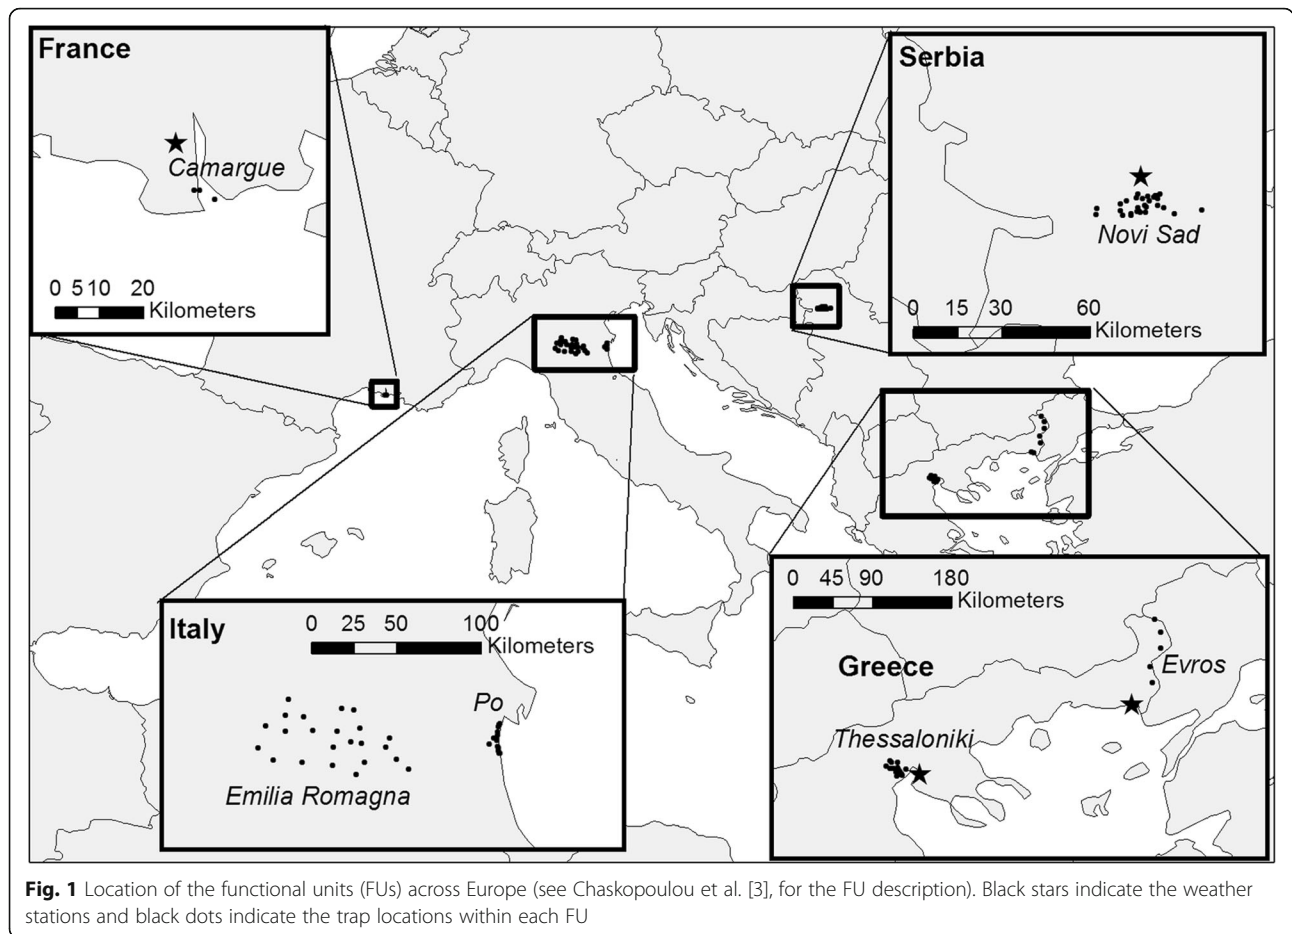 France
Camargue
0 5 10 20
Kilometers
Serbia
Novi Sad
0 15 30 60
Kilometers
Italy
0 25 50 100
Kilometers
Po
Emilia Romagna
0 45 90 180
Kilometers
Greece
Evros
Thessaloniki
Fig. 1 Location of the functional units (FUs) across Europe (see Chaskopoulou et al. [3], for the FU description). Black stars indicate the weather
stations and black dots indicate the trap locations within each FU